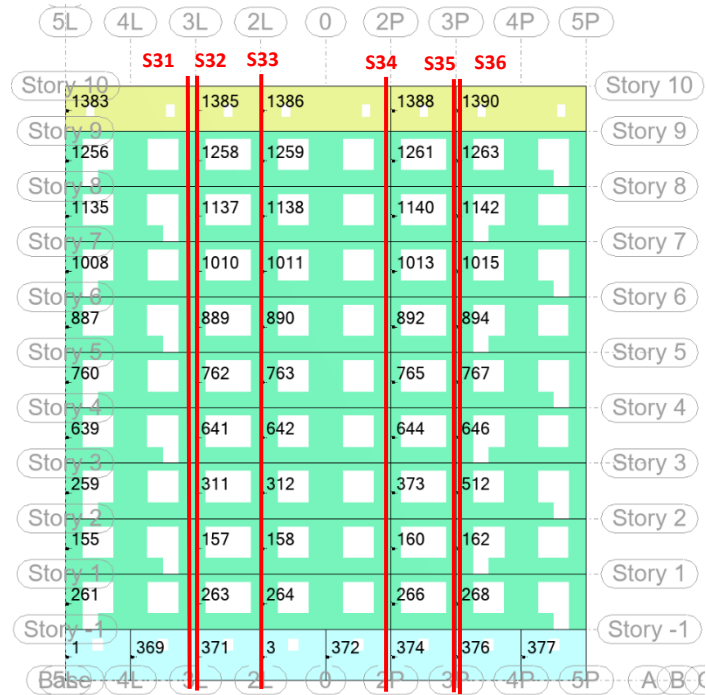 5L 4L 3L 2L 0 2P 3P 4P 5P
S31 S32 S33 S34 S35 S36
Story 10 Story 10
1383 1385 1386 1388 1390
Story 9 Story 9
1256 1258 1259 1261 1263
Story 8 Story 8
1135 1137 1138 1140 1142
Story 7 Story 7
1008 1010 1011 1013 1015
Story 6 Story 6
887 889 890 892 894
Story 5 Story 5
760 762 763 765 767
Story 4 Story 4
639 641 642 644 646
Story 3 Story 3
259 311 312 373 512
Story 2 Story 2
155 157 158 160 162
Story 1 Story 1
261 263 264 266 268
Story -1 Story -1
1 369 371 3 372 374 376 377
Base 5L 4L 3L 2L 0 2P 3P 4P 5P A B